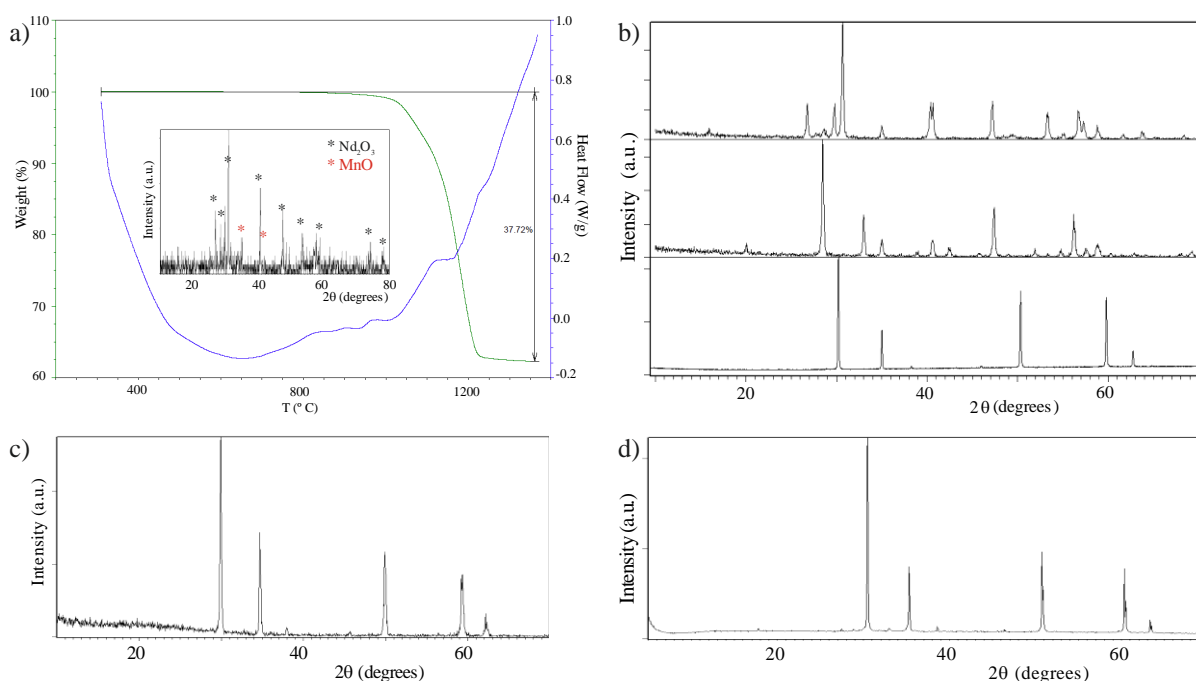 a)
110
100
90
80
70
60
Weight (%)
400
800
1200
T (º C)
1.0
0.8
0.6
0.4
0.2
0.0
-0.2
Heat Flow (W/g)
37.72%
* Nd₂O₃
* MnO
Intensity (a.u.)
20
40
60
80
2θ (degrees)
b)
Intensity (a.u.)
20
40
60
2θ (degrees)
c)
Intensity (a.u.)
20
40
60
2θ (degrees)
d)
Intensity (a.u.)
20
40
60
2θ (degrees)